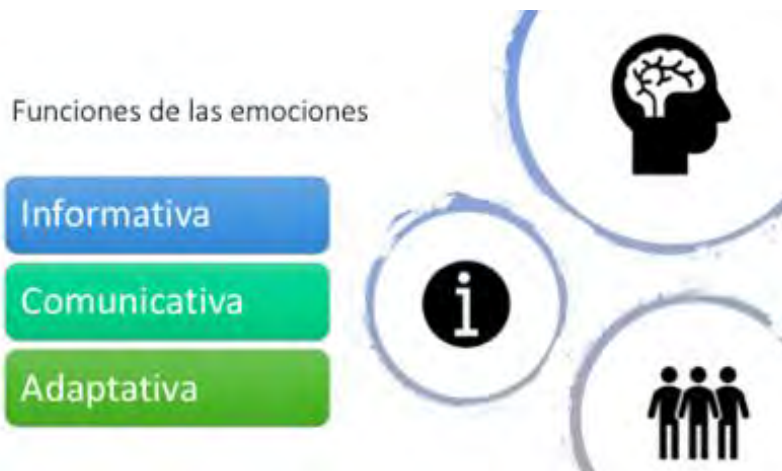 Funciones de las emociones
Informativa
Comunicativa
Adaptativa